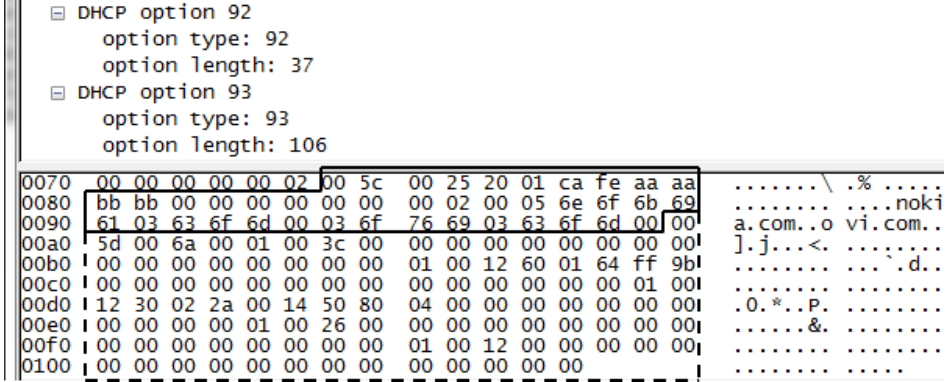 DHCP option 92
option type: 92
option length: 37
DHCP option 93
option type: 93
option length: 106
0070 00 00 00 00 00 02 00 5c 00 25 20 01 ca fe aa aa .......\ .% .....
0080 bb bb 00 00 00 00 00 00 00 02 00 05 6e 6f 6b 69 ........ ....noki
0090 61 03 63 6f 6d 00 03 6f 76 69 03 63 6f 6d 00 00 a.com..o vi.com..
00a0 5d 00 6a 00 01 00 3c 00 00 00 00 00 00 00 00 00 ].j...<. ........
00b0 00 00 00 00 00 00 00 00 01 00 12 60 01 64 ff 9b ........ ...`.d..
00c0 00 00 00 00 00 00 00 00 00 00 00 00 00 00 01 00 ........ ........
00d0 12 30 02 2a 00 14 50 80 04 00 00 00 00 00 00 00 .0.*..P. ........
00e0 00 00 00 00 01 00 26 00 00 00 00 00 00 00 00 00 ......&. ........
00f0 00 00 00 00 00 00 00 00 01 00 12 00 00 00 00 00 ........ ........
0100 00 00 00 00 00 00 00 00 00 00 00 00 00 ........ .....